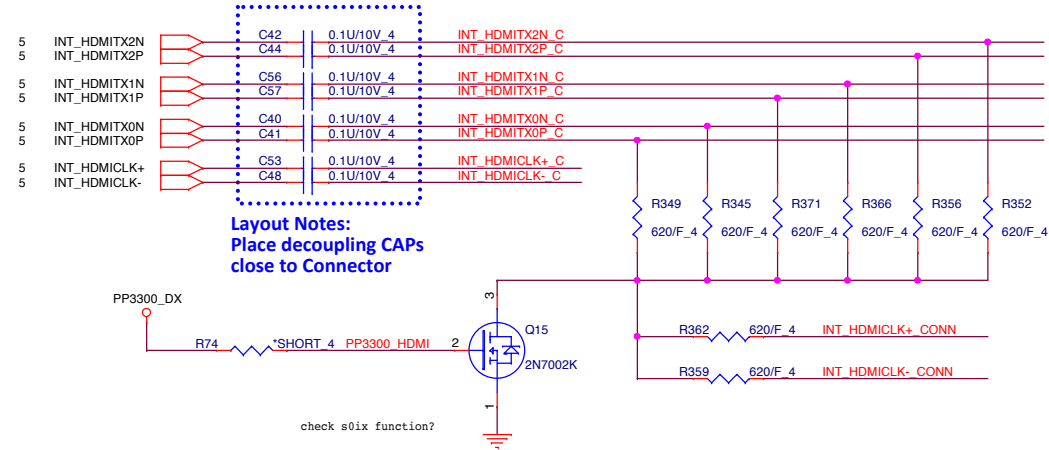 5 INT_HDMITX2N C42 0.1U/10V_4 INT_HDMITX2N_C
5 INT_HDMITX2P C44 0.1U/10V_4 INT_HDMITX2P_C
5 INT_HDMITX1N C56 0.1U/10V_4 INT_HDMITX1N_C
5 INT_HDMITX1P C57 0.1U/10V_4 INT_HDMITX1P_C
5 INT_HDMITX0N C40 0.1U/10V_4 INT_HDMITX0N_C
5 INT_HDMITX0P C41 0.1U/10V_4 INT_HDMITX0P_C
5 INT_HDMICLK+ C53 0.1U/10V_4 INT_HDMICLK+_C
5 INT_HDMICLK- C48 0.1U/10V_4 INT_HDMICLK-_C
Layout Notes:
Place decoupling CAPs
close to Connector
R349 R345 R371 R366 R356 R352
620/F_4 620/F_4 620/F_4 620/F_4 620/F_4 620/F_4
PP3300_DX
3
Q15
R74 *SHORT_4 PP3300_HDMI 2
2N7002K
1
R362 620/F_4 INT_HDMICLK+_CONN
R359 620/F_4 INT_HDMICLK-_CONN
check s0ix function?